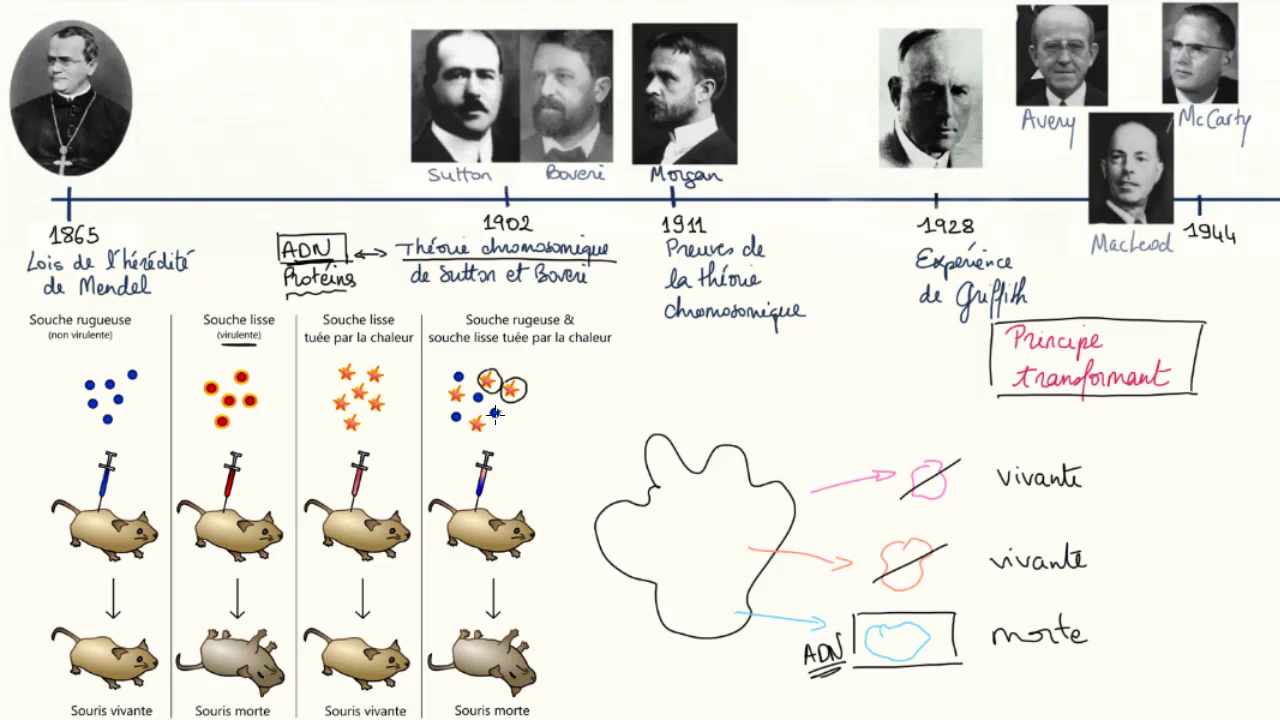 Avery
McCarty
Sutton
Boveri
Morgan
MacLeod
1865
1902
1911
1928
1944
Lois de l'hérédité
de Mendel
ADN
Protéines
Théorie chromosomique
de Sutton et Boveri
Preuves de
la théorie
chromosomique
Expérience
de Griffith
Principe
transformant
Souche rugueuse
(non virulente)
Souche lisse
(virulente)
Souche lisse
tuée par la chaleur
Souche rugeuse &
souche lisse tuée par la chaleur
vivante
vivante
ADN
morte
Souris vivante
Souris morte
Souris vivante
Souris morte